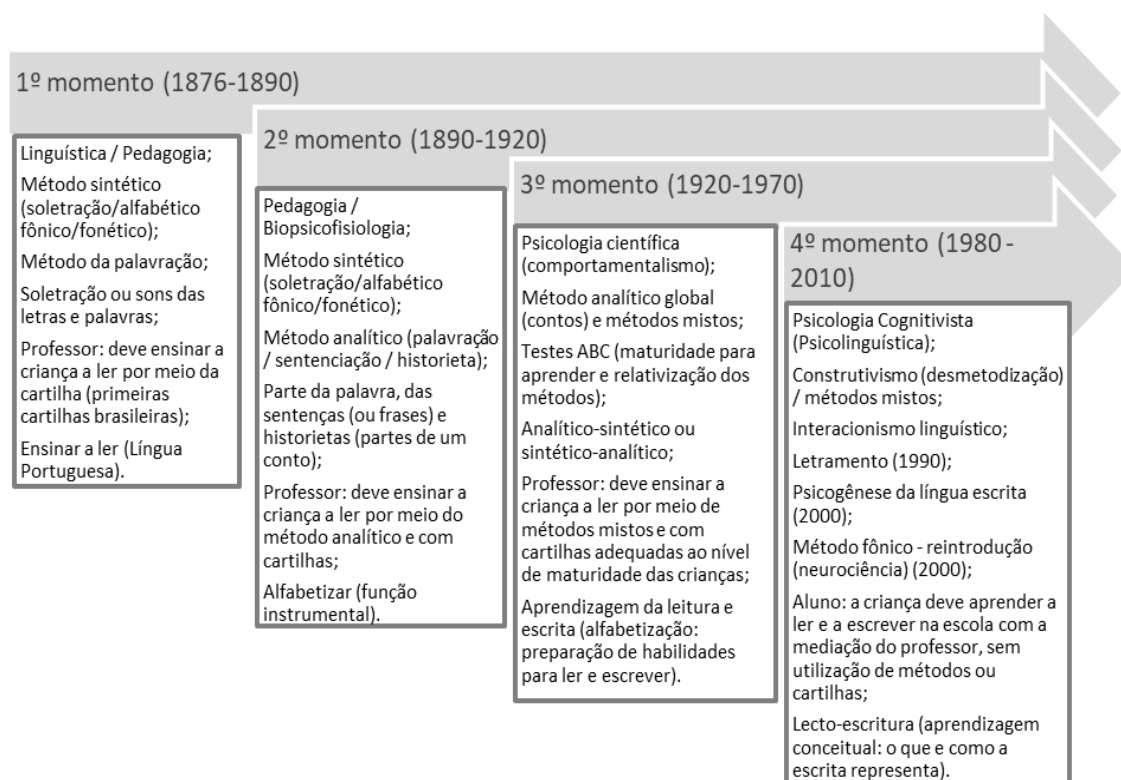 1º momento (1876-1890)
Linguística / Pedagogia;
Método sintético
(soletração/alfabético
fônico/fonético);
Método da palavração;
Soletração ou sons das
letras e palavras;
Professor: deve ensinar a
criança a ler por meio da
cartilha (primeiras
cartilhas brasileiras);
Ensinar a ler (Língua
Portuguesa).
2º momento (1890-1920)
Pedagogia /
Biopsicofisiologia;
Método sintético
(soletração/alfabético
fônico/fonético);
Método analítico (palavração
/ sentenciação / historieta);
Parte da palavra, das
sentenças (ou frases) e
historietas (partes de um
conto);
Professor: deve ensinar a
criança a ler por meio do
método analítico e com
cartilhas;
Alfabetizar (função
instrumental).
3º momento (1920-1970)
Psicologia científica
(comportamentalismo);
Método analítico global
(contos) e métodos mistos;
Testes ABC (maturidade para
aprender e relativização dos
métodos);
Analítico-sintético ou
sintético-analítico;
Professor: deve ensinar a
criança a ler por meio de
métodos mistos e com
cartilhas adequadas ao nível
de maturidade das crianças;
Aprendizagem da leitura e
escrita (alfabetização:
preparação de habilidades
para ler e escrever).
4º momento (1980 -
2010)
Psicologia Cognitivista
(Psicolinguística);
Construtivismo (desmetodização)
/ métodos mistos;
Interacionismo linguístico;
Letramento (1990);
Psicogênese da língua escrita
(2000);
Método fônico - reintrodução
(neurociência) (2000);
Aluno: a criança deve aprender a
ler e a escrever na escola com a
mediação do professor, sem
utilização de métodos ou
cartilhas;
Lecto-escritura (aprendizagem
conceitual: o que e como a
escrita representa).